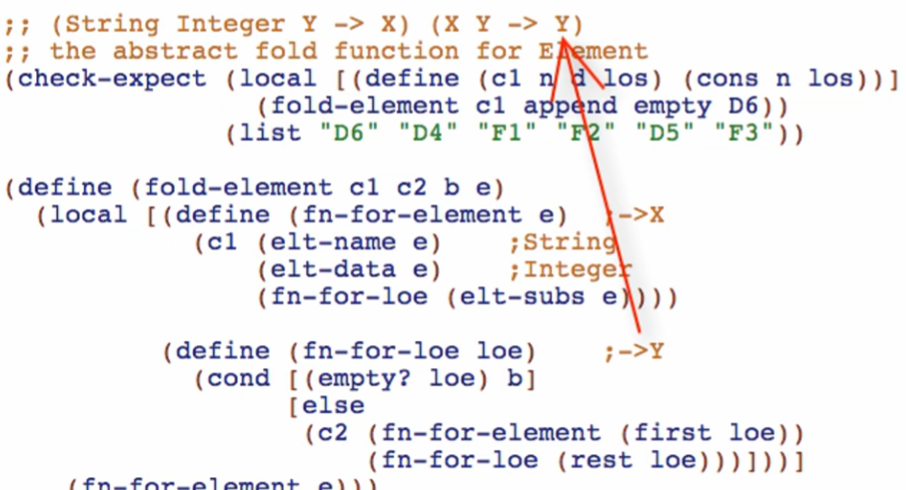 ;; (String Integer Y -> X) (X Y -> Y)
;; the abstract fold function for Element
(check-expect (local [(define (c1 n d los) (cons n los))]
(fold-element c1 append empty D6))
(list "D6" "D4" "F1" "F2" "D5" "F3"))
(define (fold-element c1 c2 b e)
(local [(define (fn-for-element e) ;->X
(c1 (elt-name e) ;String
(elt-data e) ;Integer
(fn-for-loe (elt-subs e))))
(define (fn-for-loe loe) ;->Y
(cond [(empty? loe) b]
[else
(c2 (fn-for-element (first loe))
(fn-for-loe (rest loe)))]))]
(fn-for-element e)))